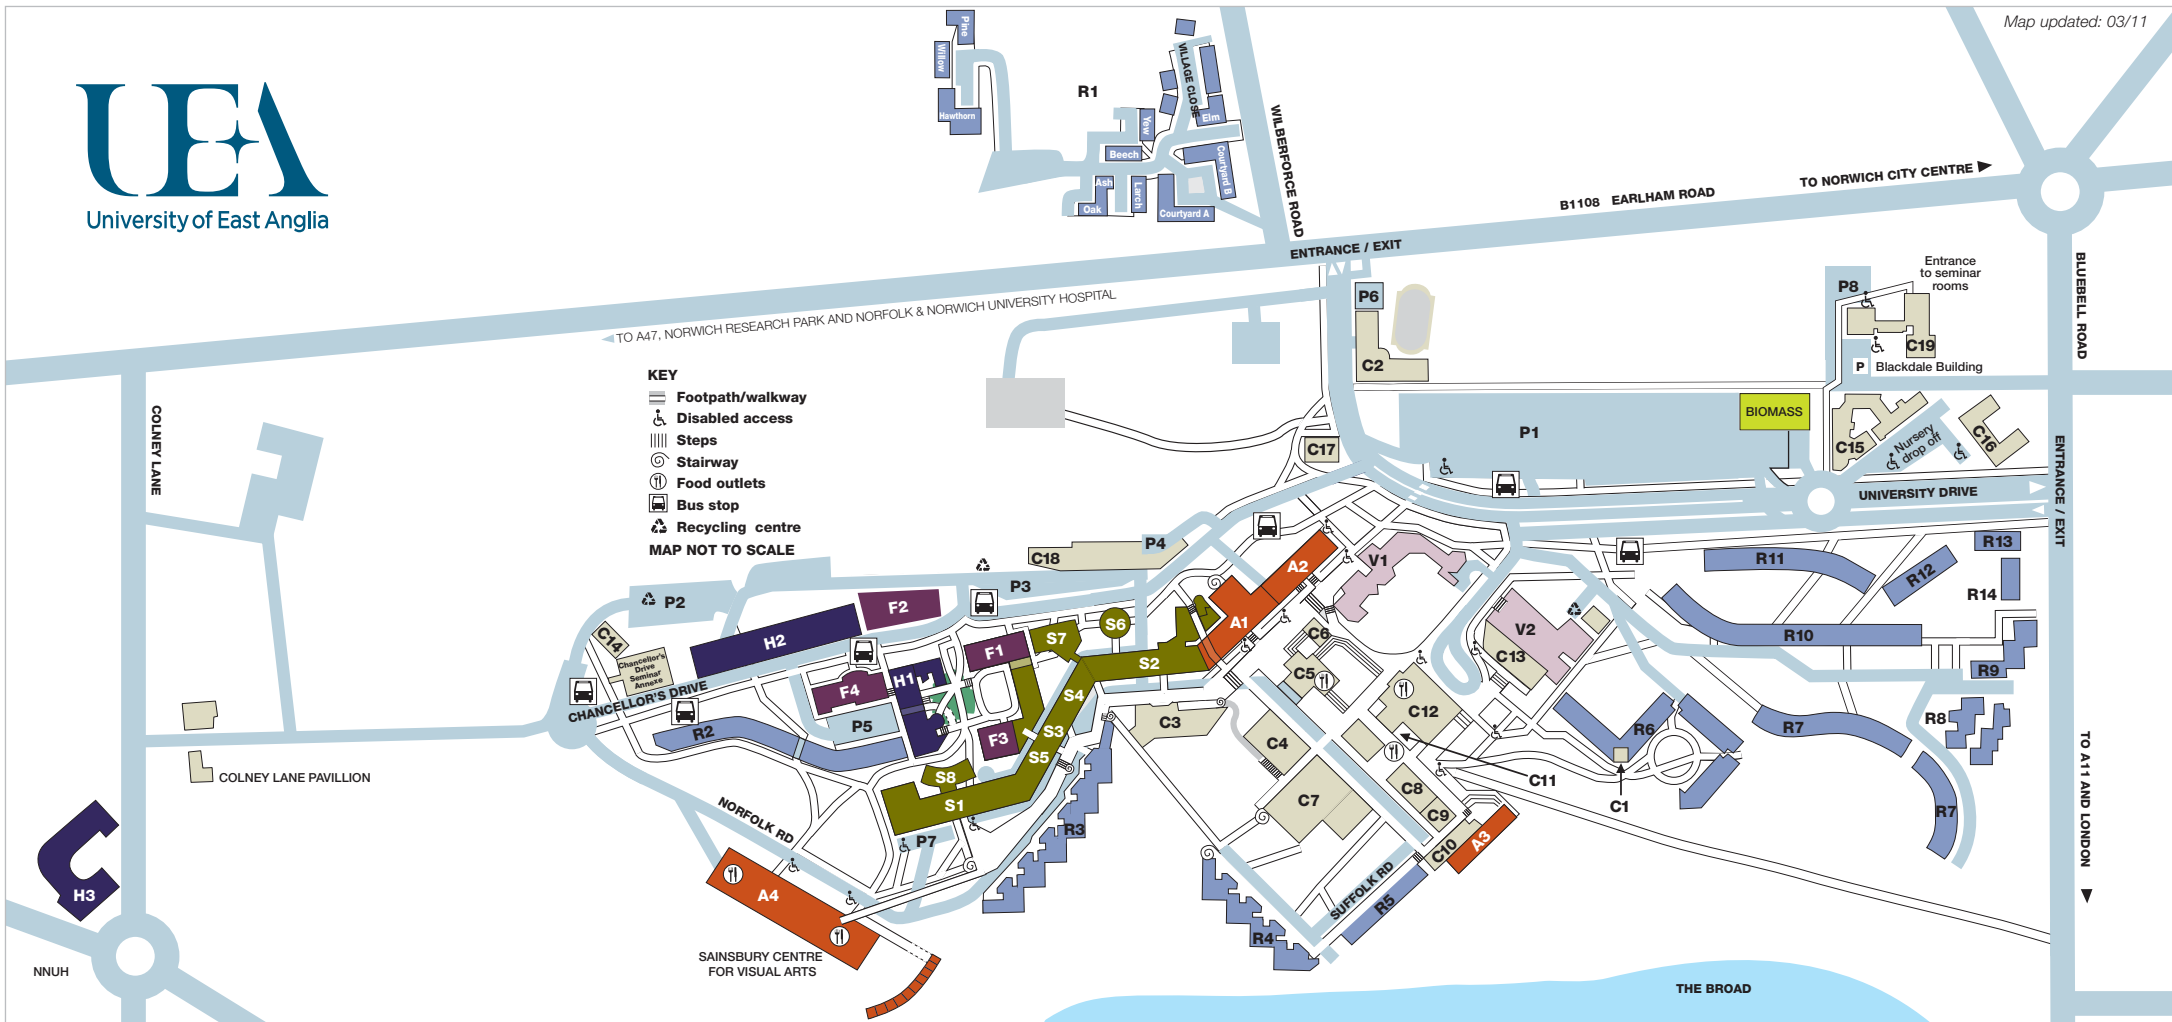 Map updated: 03/11
UEA
University of East Anglia
Pine
Willow
Hawthorn
R1
VILLAGE CLOSE
Elm
Yew
Beech
Courtyard B
Ash
Larch
Oak
Courtyard A
WILBERFORCE ROAD
TO NORWICH CITY CENTRE
B1108 EARLHAM ROAD
ENTRANCE / EXIT
TO A47, NORWICH RESEARCH PARK AND NORFOLK & NORWICH UNIVERSITY HOSPITAL
BLUEBELL ROAD
Entrance
to seminar
rooms
P8
P6
C2
C19
P Blackdale Building
KEY
Footpath/walkway
Disabled access
Steps
Stairway
Food outlets
Bus stop
Recycling centre
MAP NOT TO SCALE
COLNEY LANE
BIOMASS
P1
C17
C15
Nursery
drop off
C16
UNIVERSITY DRIVE
ENTRANCE / EXIT
C18
P4
P3
P2
A2
V1
R11
R12
R13
R14
F2
H2
C14
Chancellor's
Drive
Seminar
Annexe
CHANCELLOR'S DRIVE
F4
H1
F1
S7
S6
S2
A1
C6
C5
V2
C13
R10
R9
S4
P5
R2
F3
S3
S5
S8
S1
C3
C4
C12
C11
R6
R7
R8
C1
R7
COLNEY LANE PAVILLION
NORFOLK RD
P7
R3
C7
C8
C9
C10
A3
H3
A4
SUFFOLK RD
R5
R4
TO A11 AND LONDON
SAINSBURY CENTRE
FOR VISUAL ARTS
NNUH
THE BROAD